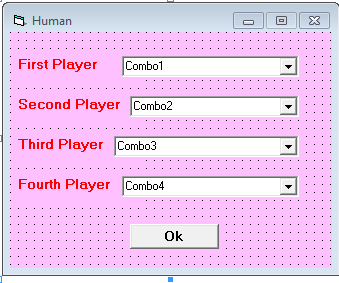 Human
First Player Combo1
Second Player Combo2
Third Player Combo3
Fourth Player Combo4
Ok